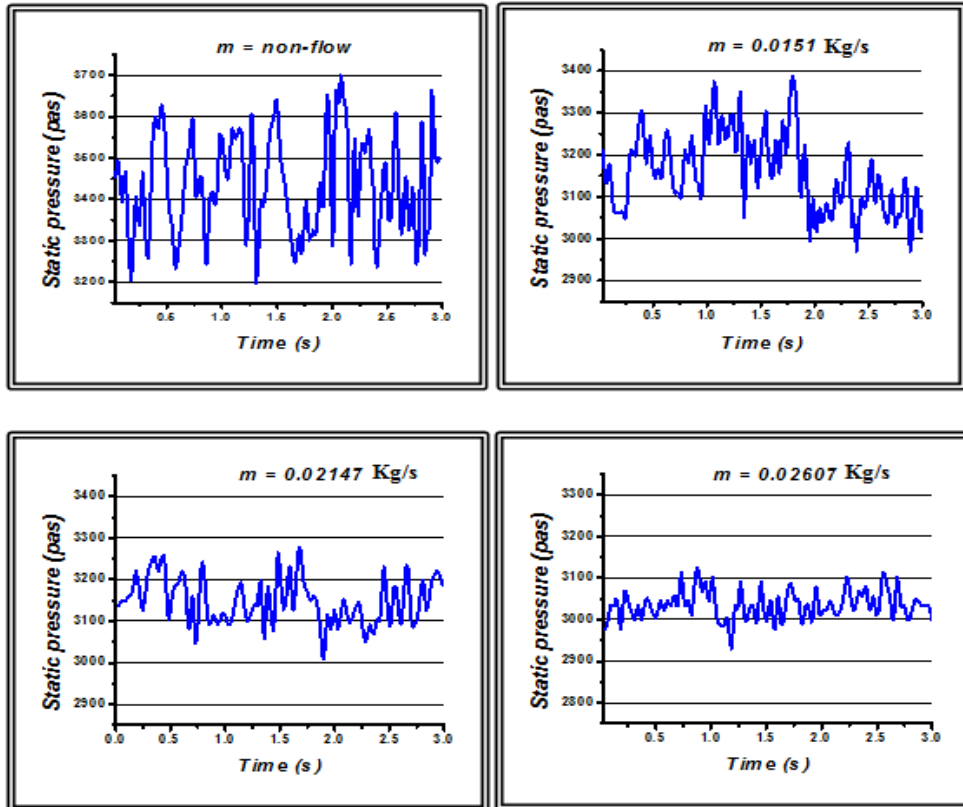 m = non-flow
Static pressure (pas)
3700
3600
3500
3400
3300
3200
0.5 1.0 1.5 2.0 2.5 3.0
Time (s)
m = 0.0151 Kg/s
Static pressure (pas)
3400
3300
3200
3100
3000
2900
0.5 1.0 1.5 2.0 2.5 3.0
Time (s)
m = 0.02147 Kg/s
Static pressure (pas)
3400
3300
3200
3100
3000
2900
0.0 0.5 1.0 1.5 2.0 2.5 3.0
Time (s)
m = 0.02607 Kg/s
Static pressure (pas)
3300
3200
3100
3000
2900
2800
0.5 1.0 1.5 2.0 2.5 3.0
Time (s)